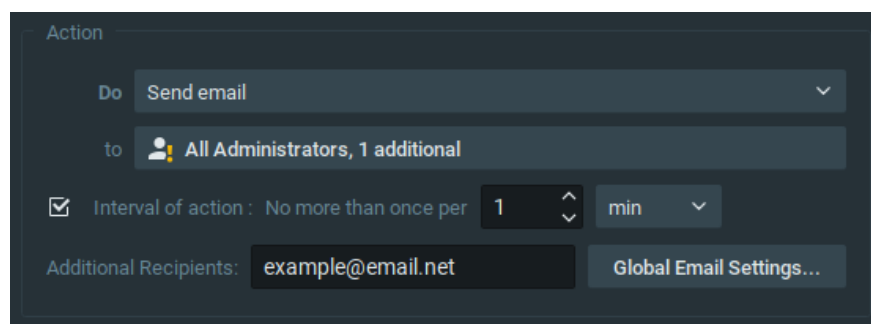 Action
Do Send email
to All Administrators, 1 additional
Interval of action : No more than once per 1 min
Additional Recipients: example@email.net Global Email Settings...